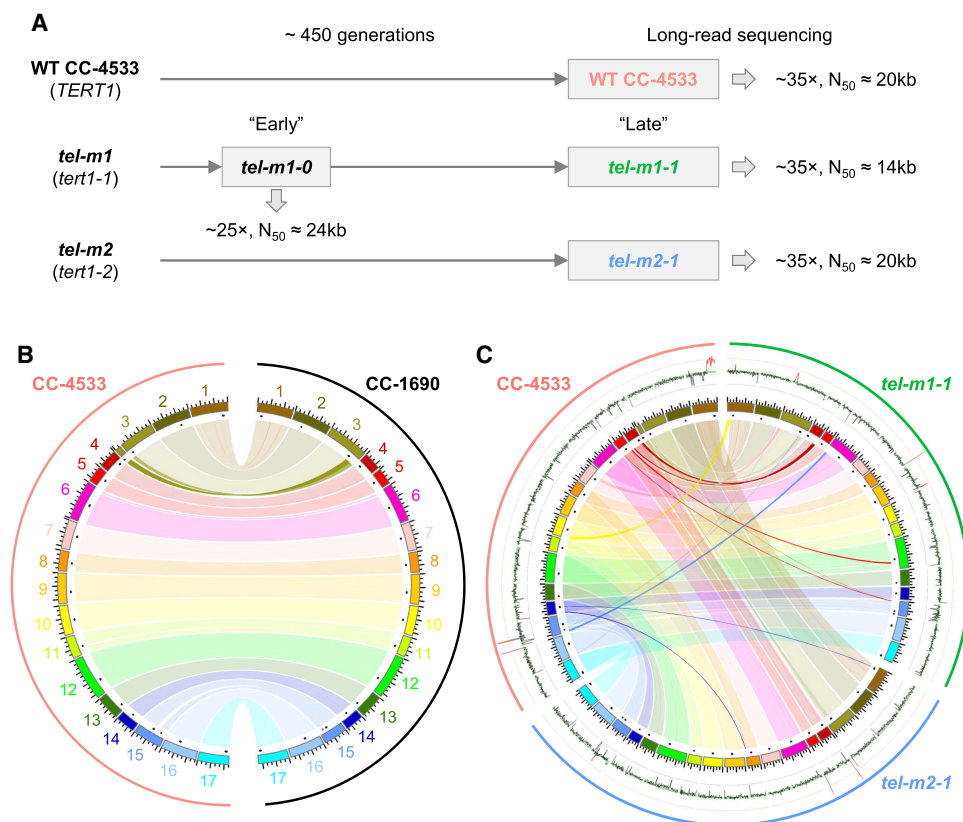 A
~ 450 generations
Long-read sequencing
WT CC-4533
(TERT1)
WT CC-4533
~35×, N50 ≈ 20kb
"Early"
"Late"
tel-m1
(tert1-1)
tel-m1-0
tel-m1-1
~35×, N50 ≈ 14kb
~25×, N50 ≈ 24kb
tel-m2
(tert1-2)
tel-m2-1
~35×, N50 ≈ 20kb
B
CC-4533
CC-1690
1
2
3
4
5
6
7
8
9
10
11
12
13
14
15
16
17
1
2
3
4
5
6
7
8
9
10
11
12
13
14
15
16
17
C
CC-4533
tel-m1-1
tel-m2-1